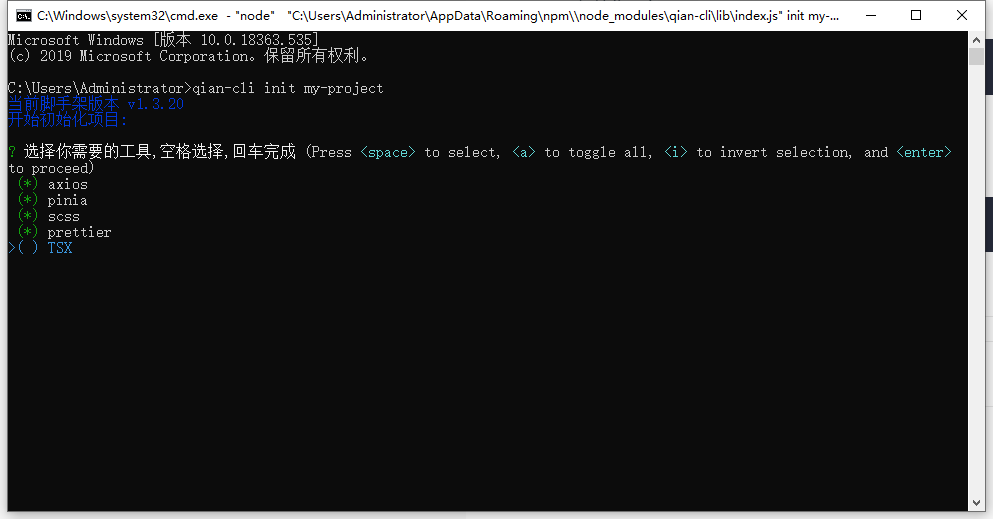 C:\Windows\system32\cmd.exe - "node" "C:\Users\Administrator\AppData\Roaming\npm\\node_modules\qian-cli\lib\index.js" init my-...
Microsoft Windows [版本 10.0.18363.535]
(c) 2019 Microsoft Corporation。保留所有权利。
C:\Users\Administrator>qian-cli init my-project
当前脚手架版本 v1.3.20
开始初始化项目:
? 选择你需要的工具,空格选择,回车完成 (Press <space> to select, <a> to toggle all, <i> to invert selection, and <enter>
to proceed)
(*) axios
(*) pinia
(*) scss
(*) prettier
>( ) TSX